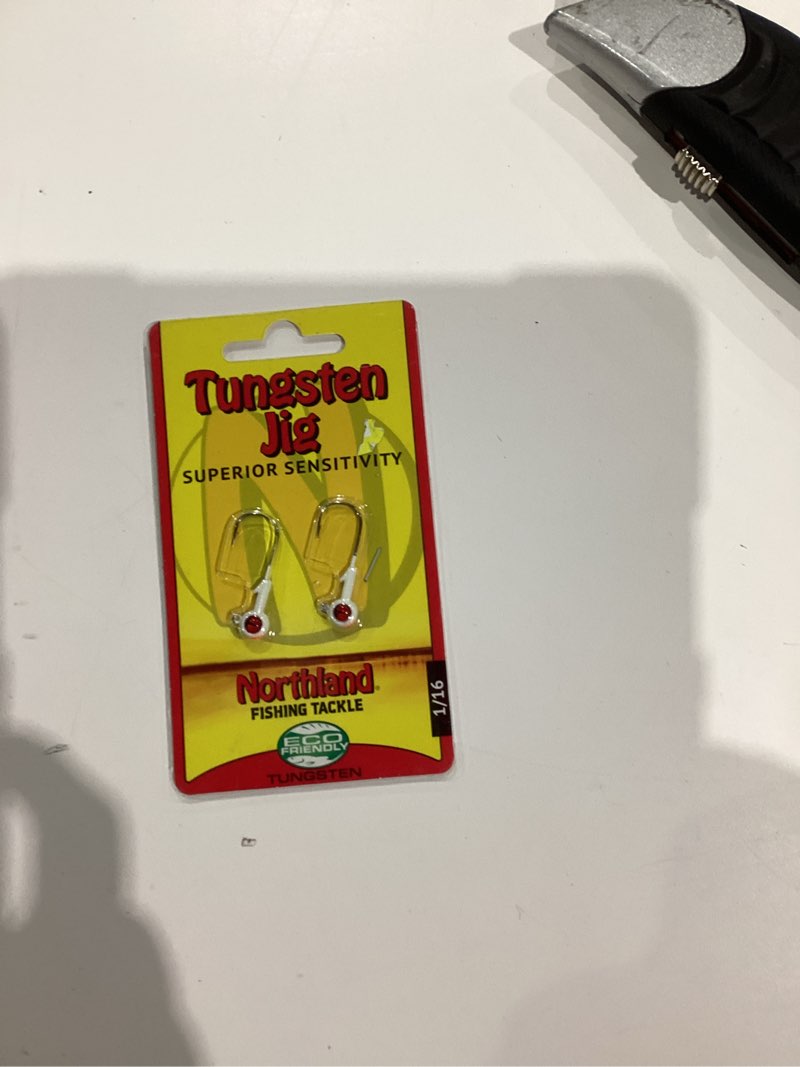 Tungsten
Jig
SUPERIOR SENSITIVITY
Northland®
FISHING TACKLE
1/16
ECO
FRIENDLY
TUNGSTEN